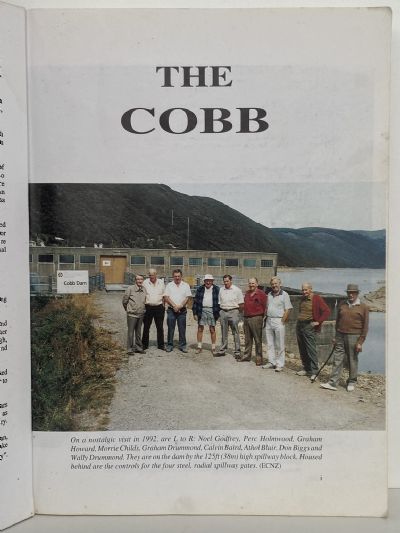 THE
COBB
Cobb Dam
On a nostalgic visit in 1992, are L to R: Noel Godfrey, Perc Holmwood, Graham
Howard, Morrie Childs, Graham Drummond, Calvin Baird, Athol Blair, Don Biggs and
Wally Drummond. They are on the dam by the 125ft (38m) high spillway block. Housed
behind are the controls for the four steel, radial spillway gates. (ECNZ)
i